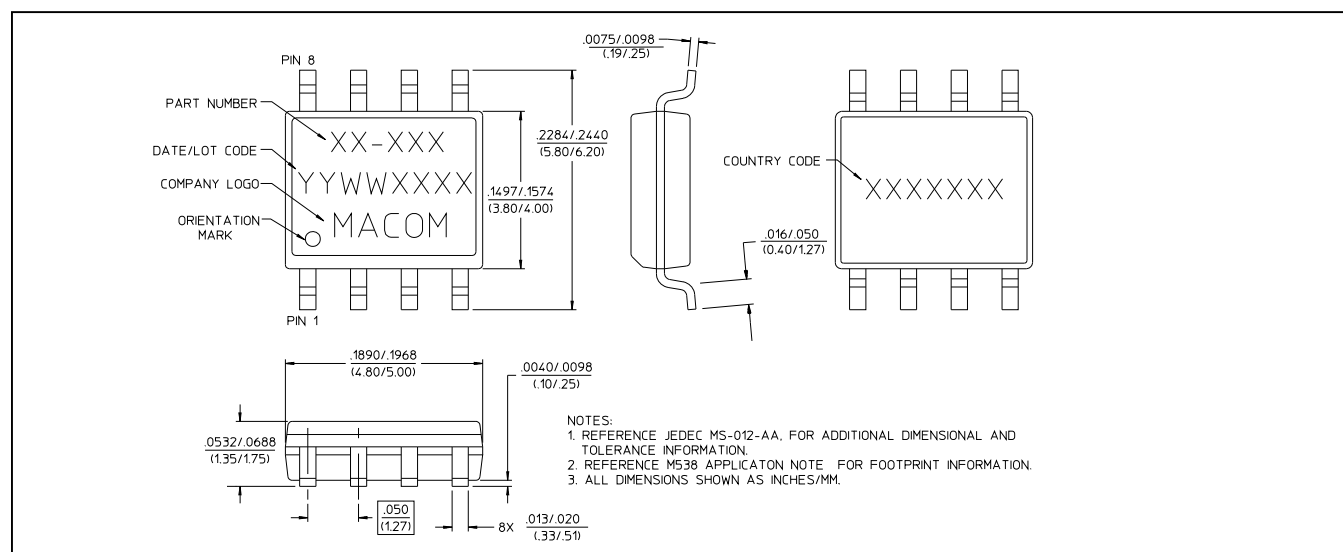 PIN 8
PART NUMBER
XX-XXX
DATE/LOT CODE
YYWWXXXX
COMPANY LOGO
MACOM
ORIENTATION
MARK
PIN 1
.2284/.2440
(5.80/6.20)
.1497/.1574
(3.80/4.00)
.0075/.0098
(.19/.25)
.016/.050
(0.40/1.27)
COUNTRY CODE
XXXXXXX
.1890/.1968
(4.80/5.00)
.0040/.0098
(.10/.25)
.0532/.0688
(1.35/1.75)
.050
(1.27)
8X .013/.020
(.33/.51)
NOTES:
1. REFERENCE JEDEC MS-012-AA, FOR ADDITIONAL DIMENSIONAL AND
TOLERANCE INFORMATION.
2. REFERENCE M538 APPLICATON NOTE FOR FOOTPRINT INFORMATION.
3. ALL DIMENSIONS SHOWN AS INCHES/MM.